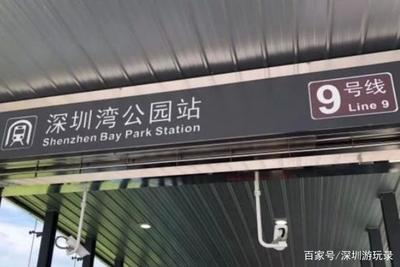 深圳湾公园站
Shenzhen Bay Park Station
9号线
Line 9
百家号/深圳游玩录